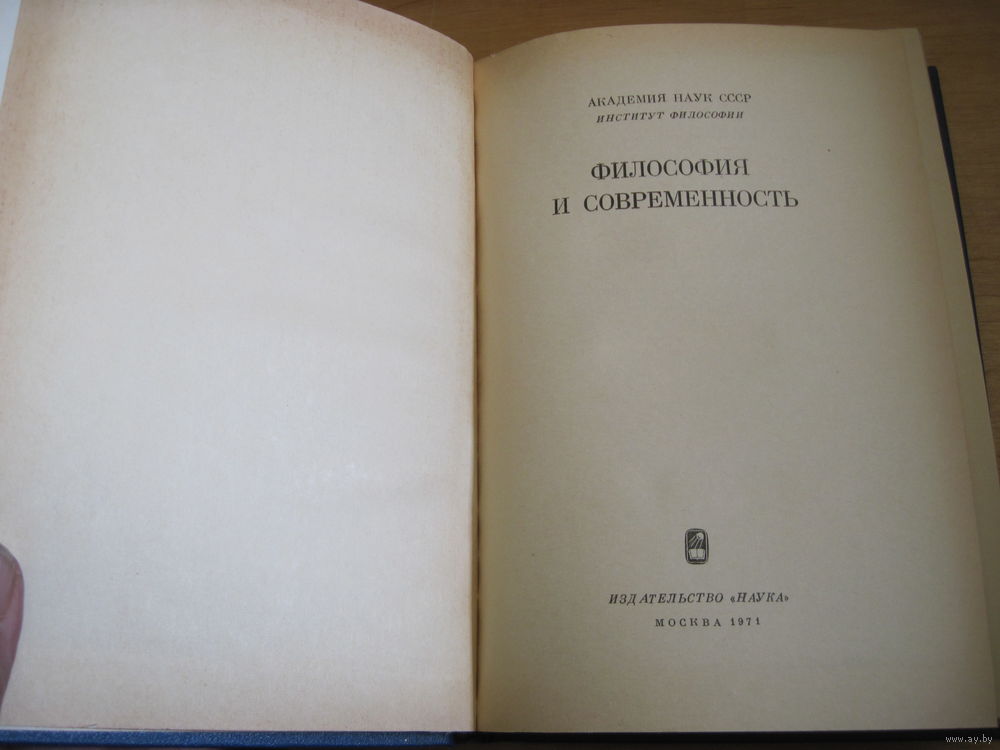 АКАДЕМИЯ НАУК СССР
ИНСТИТУТ ФИЛОСОФИИ
ФИЛОСОФИЯ
И СОВРЕМЕННОСТЬ
ИЗДАТЕЛЬСТВО «НАУКА»
МОСКВА 1971
www.ay.by